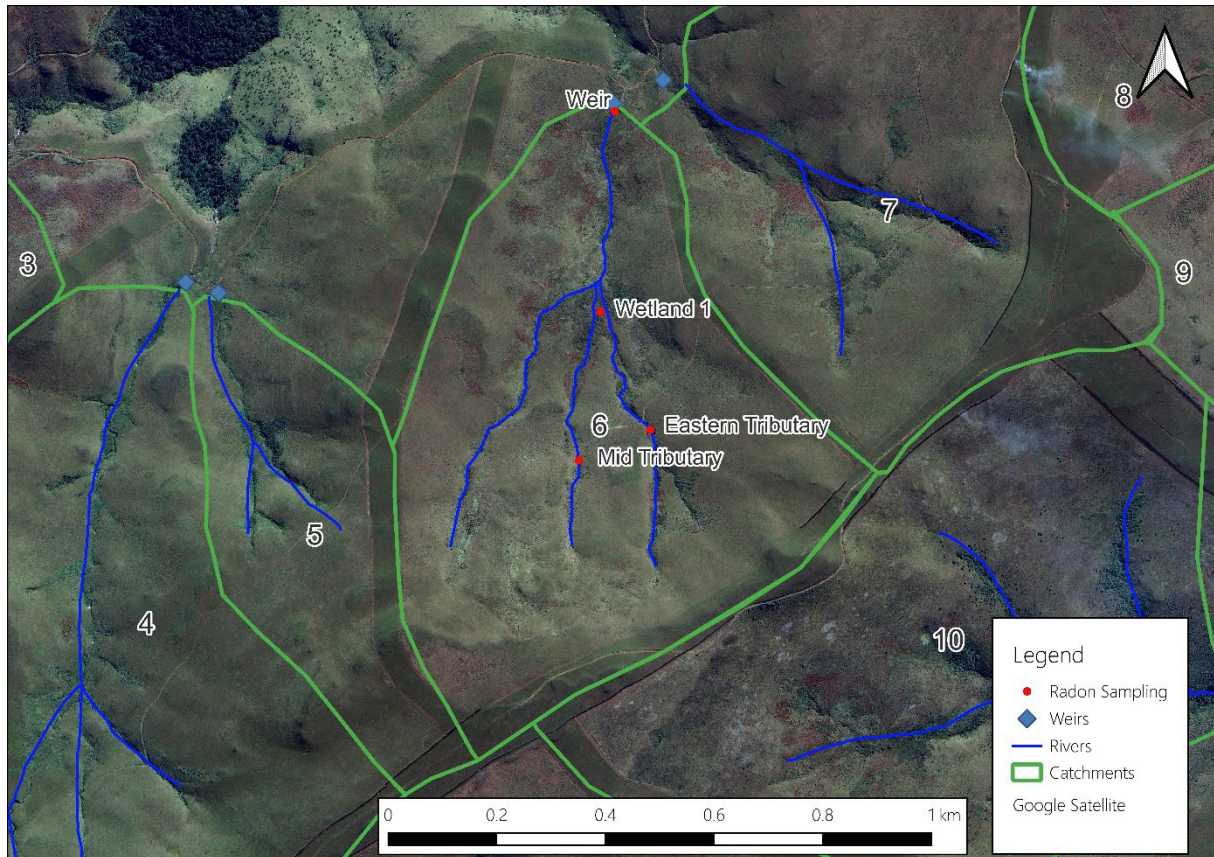 8
Weir
7
3
9
Wetland 1
6
Eastern Tributary
Mid Tributary
5
4
10
Legend
Radon Sampling
Weirs
Rivers
Catchments
Google Satellite
0 0.2 0.4 0.6 0.8 1 km